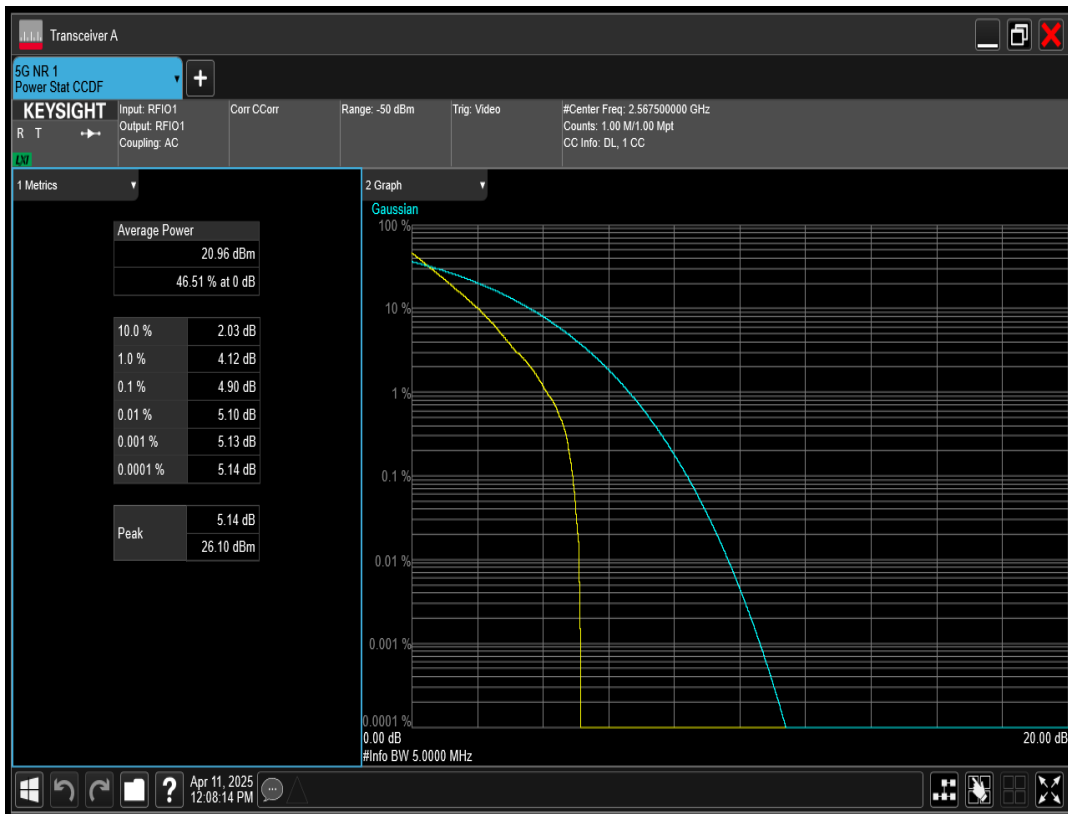 Transceiver A
5G NR 1
Power Stat CCDF
+
KEYSIGHT
R T
LXI
Input: RFIO1
Output: RFIO1
Coupling: AC
Corr CCorr
Range: -50 dBm
Trig: Video
#Center Freq: 2.567500000 GHz
Counts: 1.00 M/1.00 Mpt
CC Info: DL, 1 CC
1 Metrics
Average Power
20.96 dBm
46.51 % at 0 dB
10.0 % 2.03 dB
1.0 % 4.12 dB
0.1 % 4.90 dB
0.01 % 5.10 dB
0.001 % 5.13 dB
0.0001 % 5.14 dB
Peak
5.14 dB
26.10 dBm
2 Graph
Gaussian
100 %
10 %
1 %
0.1 %
0.01 %
0.001 %
0.0001 %
0.00 dB
20.00 dB
#Info BW 5.0000 MHz
?
Apr 11, 2025
12:08:14 PM